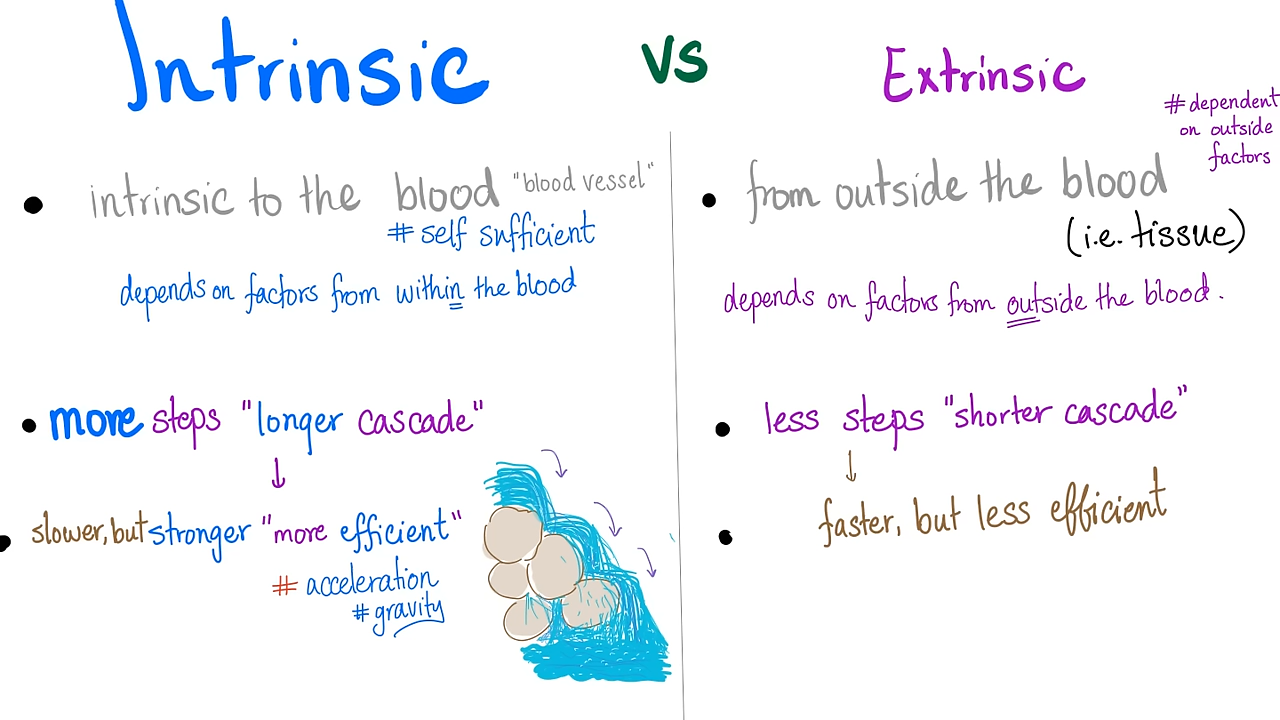 Intrinsic
vs
Extrinsic
# dependent
on outside
factors
• intrinsic to the blood "blood vessel"
# self sufficient
depends on factors from within the blood
• more steps "longer cascade"
↓
• slower, but stronger "more efficient"
# acceleration
# gravity
• from outside the blood
(i.e. tissue)
depends on factors from outside the blood.
• less steps "shorter cascade"
↓
• faster, but less efficient